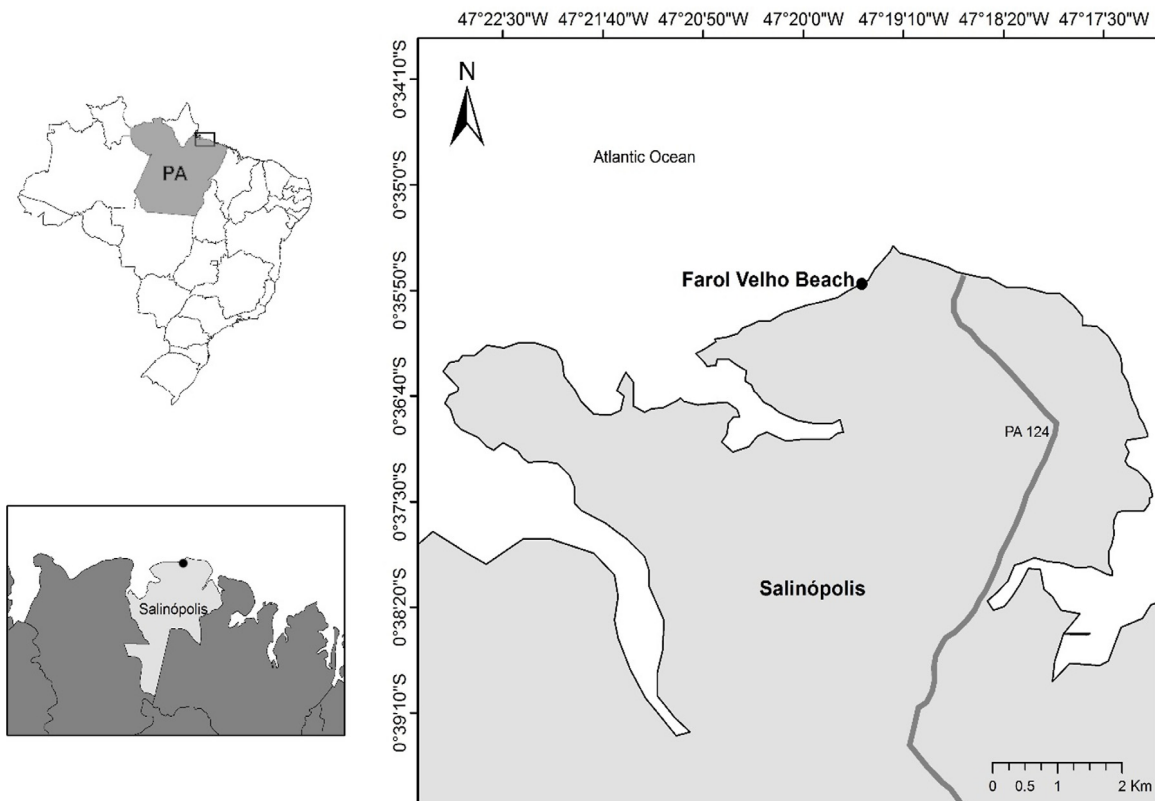 47°22'30"W 47°21'40"W 47°20'50"W 47°20'0"W 47°19'10"W 47°18'20"W 47°17'30"W
N
0°34'10"S
0°35'0"S
0°35'50"S
0°36'40"S
0°37'30"S
0°38'20"S
0°39'10"S
Atlantic Ocean
PA
Farol Velho Beach
PA 124
Salinópolis
Salinópolis
0 0.5 1 2 Km